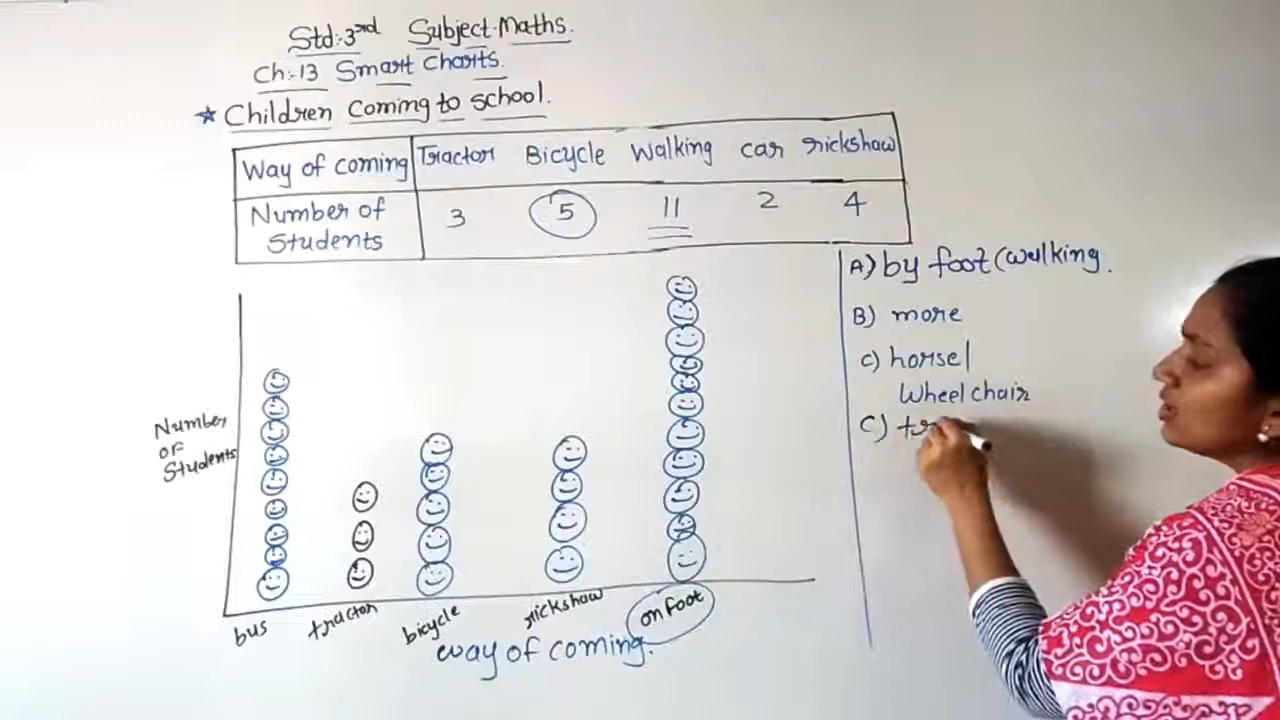 Std:-3rd Subject-Maths.
Ch:-13 Smart Charts.
★ Children Coming to school.
Way of coming Tractor Bicycle Walking car rickshaw
Number of Students 3 5 11 2 4
A) by foot (walking.
B) more
C) horse/
Wheel chair
C) tr
Number
of
Students
bus tractor bicycle rickshaw on foot
way of coming.